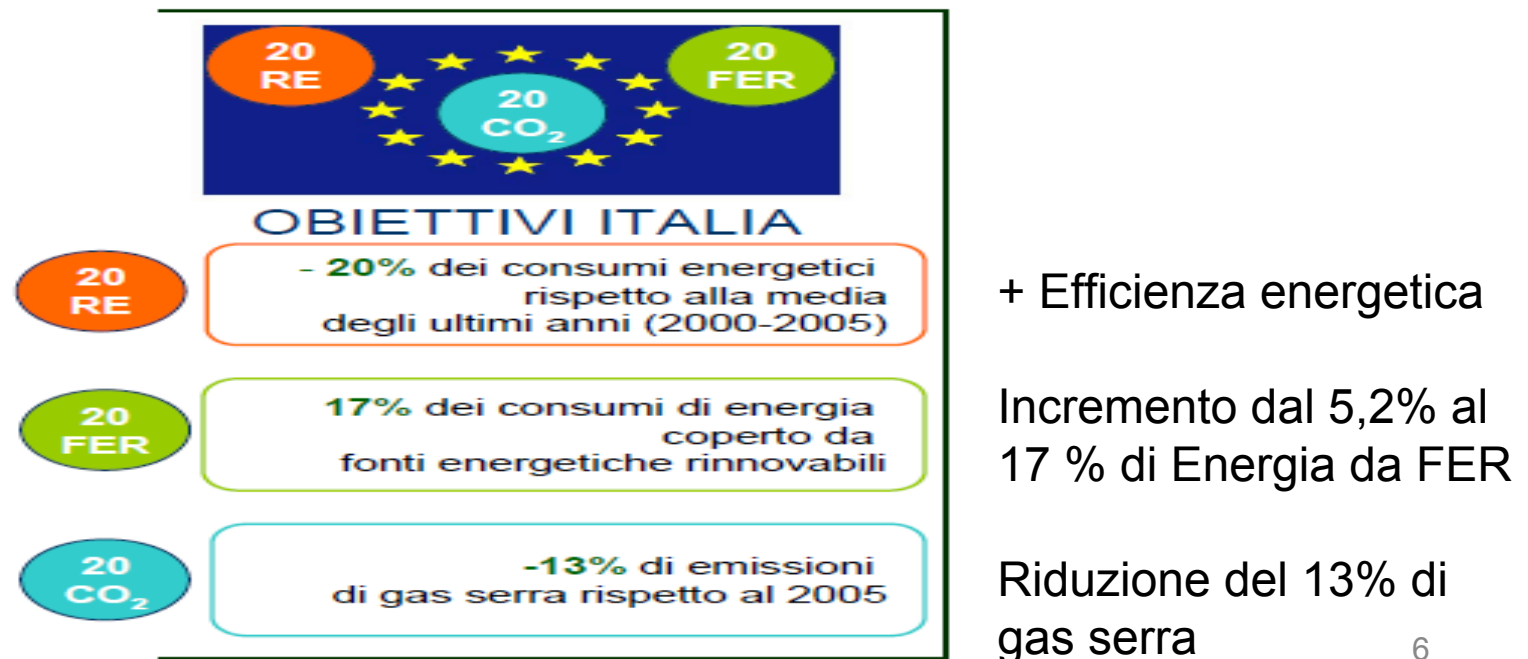 20
RE
20
FER
20
CO₂
OBIETTIVI ITALIA
20
RE
- 20% dei consumi energetici
rispetto alla media
degli ultimi anni (2000-2005)
+ Efficienza energetica
20
FER
17% dei consumi di energia
coperto da
fonti energetiche rinnovabili
Incremento dal 5,2% al
17 % di Energia da FER
20
CO₂
-13% di emissioni
di gas serra rispetto al 2005
Riduzione del 13% di
gas serra
6